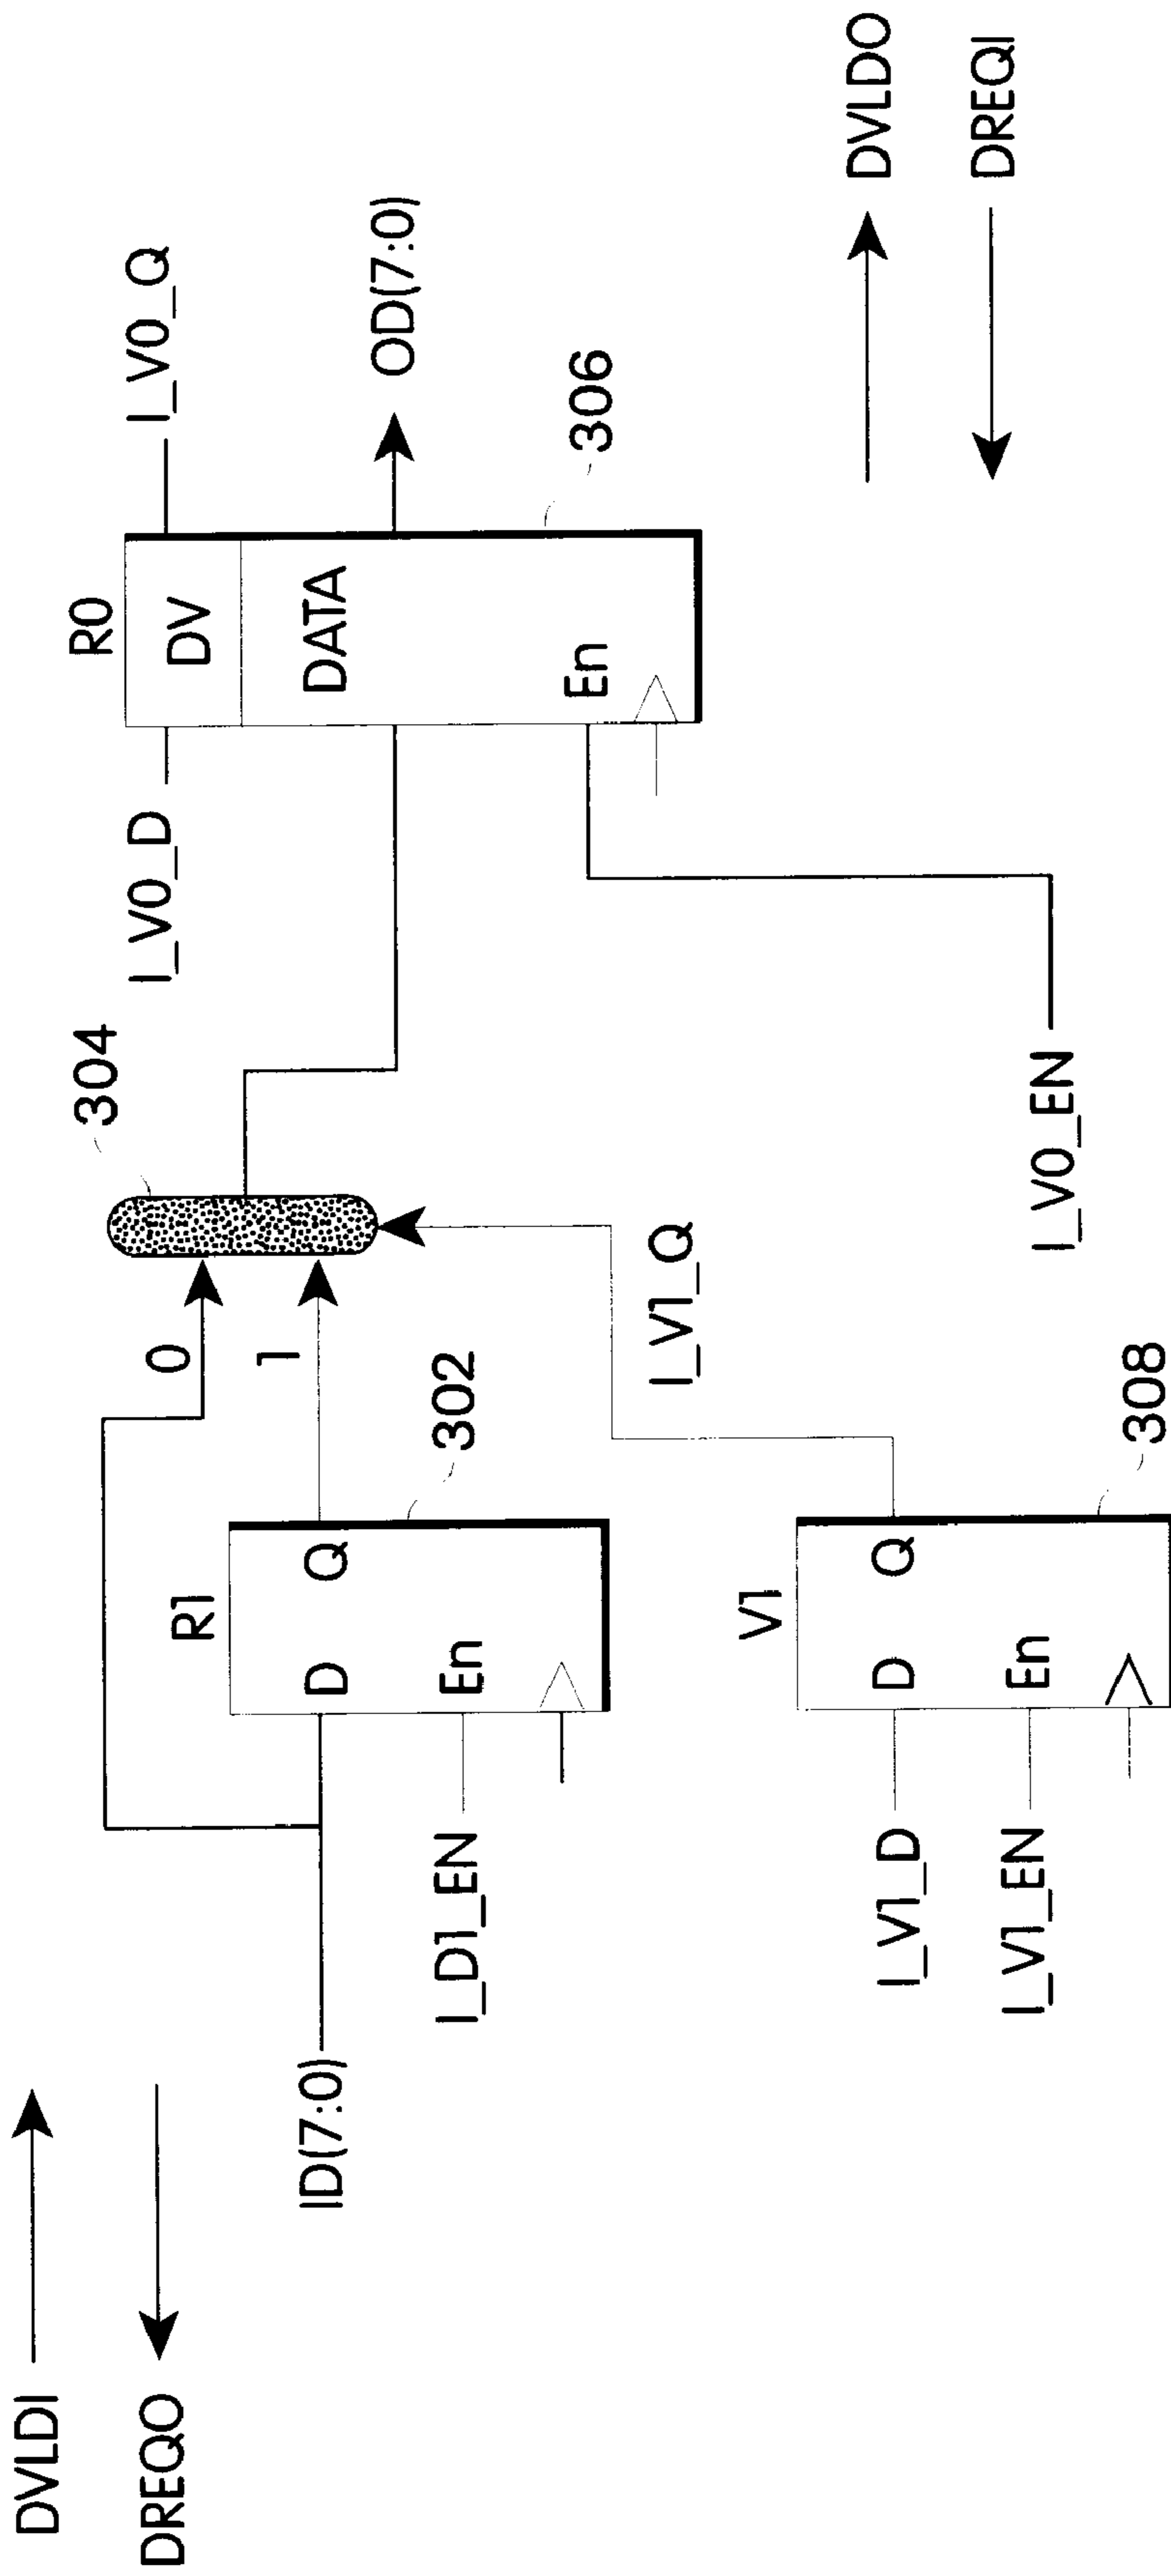 DVLDI
DREQO
ID(7:0)
I_D1_EN
R1
D Q
En
302
0
1
304
I_V1_D
I_V1_EN
V1
D Q
En
308
I_V1_Q
I_V0_D
I_V0_EN
R0
DV
DATA
En
306
I_V0_Q
OD(7:0)
DVLDO
DREQI